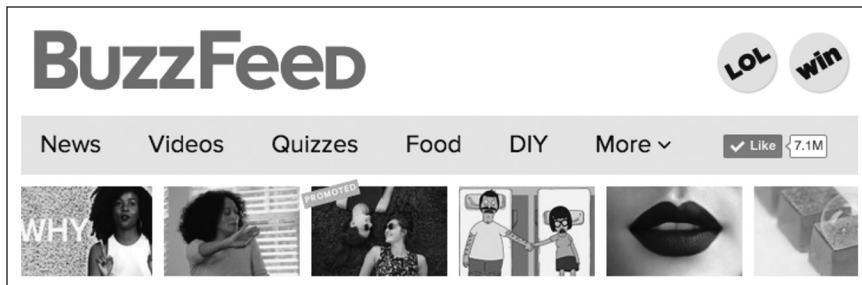 BuzzFeed
LOL
win
News Videos Quizzes Food DIY More
Like 7.1M
PROMOTED
WHY